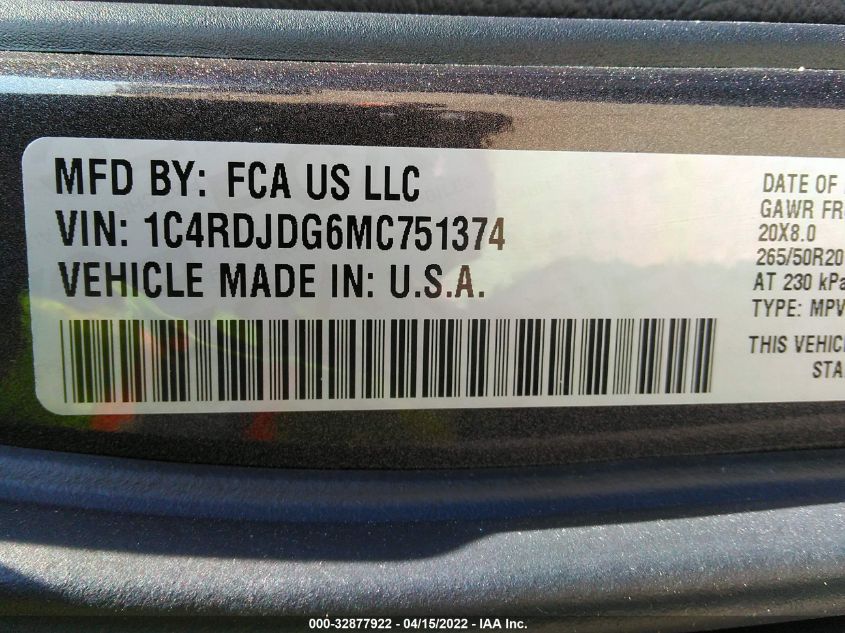 MFD BY: FCA US LLC
VIN: 1C4RDJDG6MC751374
VEHICLE MADE IN: U.S.A.
DATE OF
GAWR FR
20X8.0
265/50R20
AT 230 kPa
TYPE: MPV
THIS VEHIC
STA
000-32877922 - 04/15/2022 - IAA Inc.